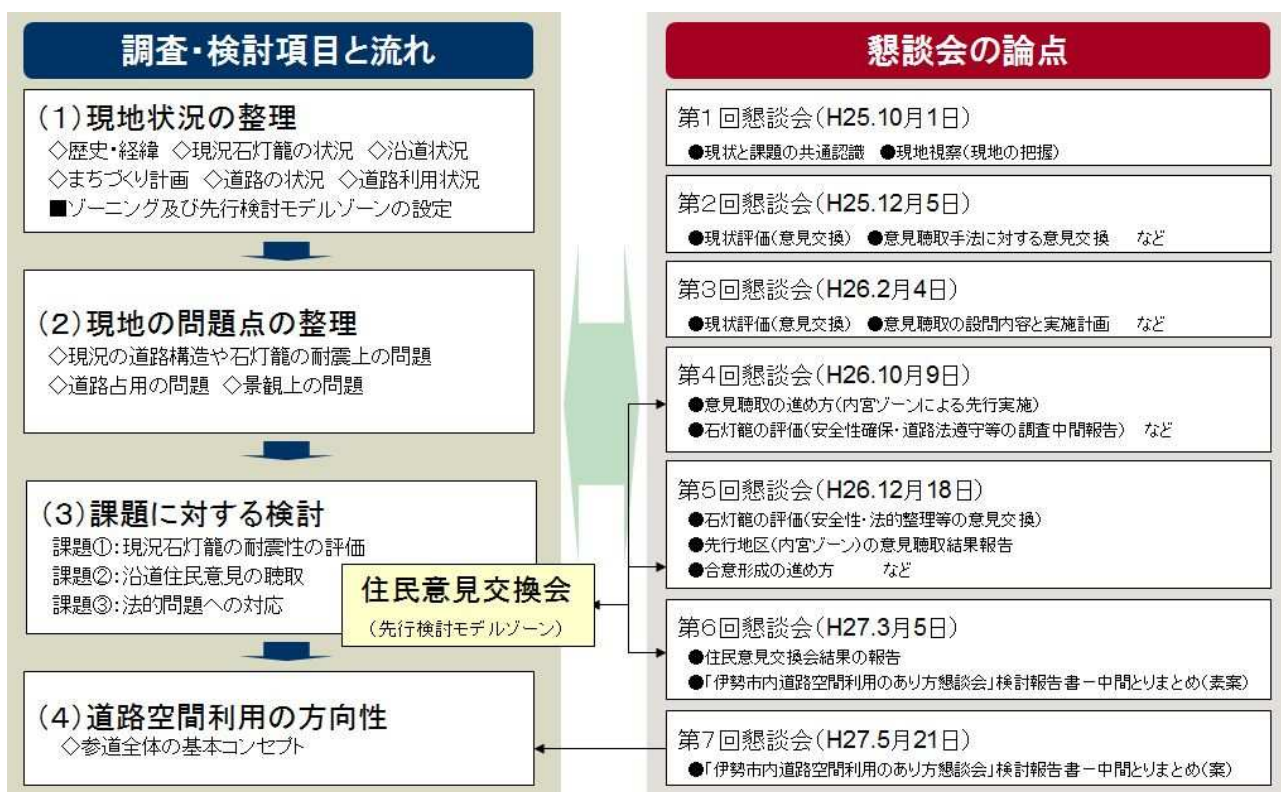 調査・検討項目と流れ
(1)現地状況の整理
◇歴史・経緯 ◇現況石灯籠の状況 ◇沿道状況
◇まちづくり計画 ◇道路の状況 ◇道路利用状況
■ゾーニング及び先行検討モデルゾーンの設定
(2)現地の問題点の整理
◇現況の道路構造や石灯籠の耐震上の問題
◇道路占用の問題 ◇景観上の問題
(3)課題に対する検討
課題①:現況石灯籠の耐震性の評価
課題②:沿道住民意見の聴取
課題③:法的問題への対応
住民意見交換会
(先行検討モデルゾーン)
(4)道路空間利用の方向性
◇参道全体の基本コンセプト
懇談会の論点
第1回懇談会(H25.10月1日)
●現状と課題の共通認識 ●現地視察(現地の把握)
第2回懇談会(H25.12月5日)
●現状評価(意見交換) ●意見聴取手法に対する意見交換 など
第3回懇談会(H26.2月4日)
●現状評価(意見交換) ●意見聴取の設問内容と実施計画 など
第4回懇談会(H26.10月9日)
●意見聴取の進め方(内宮ゾーンによる先行実施)
●石灯籠の評価(安全性確保・道路法遵守等の調査中間報告) など
第5回懇談会(H26.12月18日)
●石灯籠の評価(安全性・法的整理等の意見交換)
●先行地区(内宮ゾーン)の意見聴取結果報告
●合意形成の進め方 など
第6回懇談会(H27.3月5日)
●住民意見交換会結果の報告
●「伊勢市内道路空間利用のあり方懇談会」検討報告書－中間とりまとめ(素案)
第7回懇談会(H27.5月21日)
●「伊勢市内道路空間利用のあり方懇談会」検討報告書－中間とりまとめ(案)